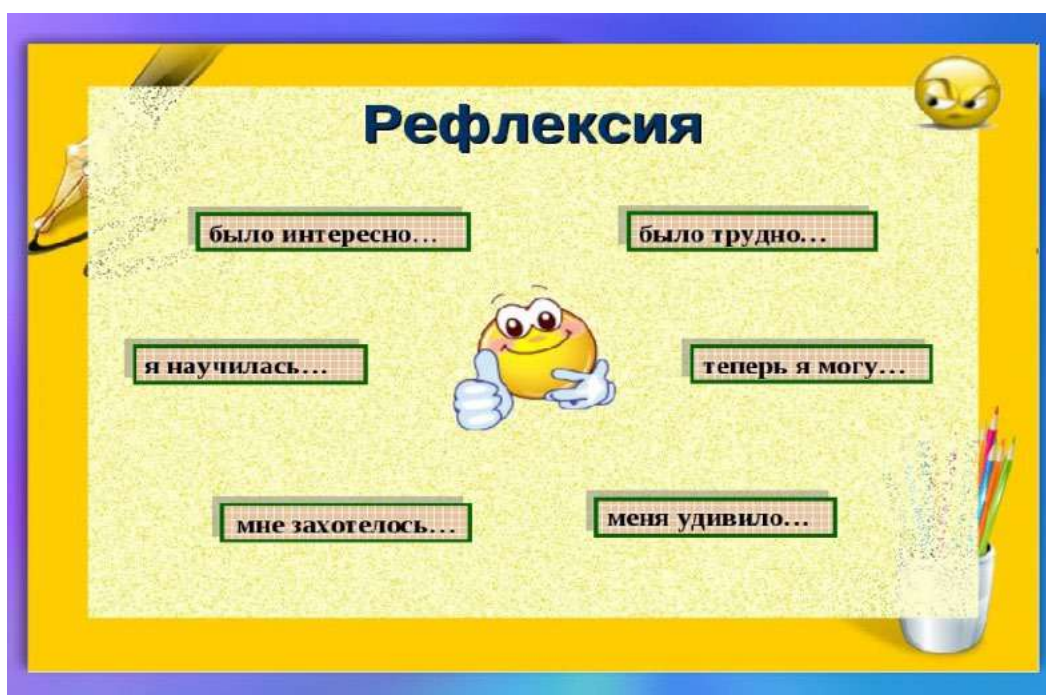 Рефлексия
было интересно…
было трудно…
я научилась…
теперь я могу…
мне захотелось…
меня удивило…